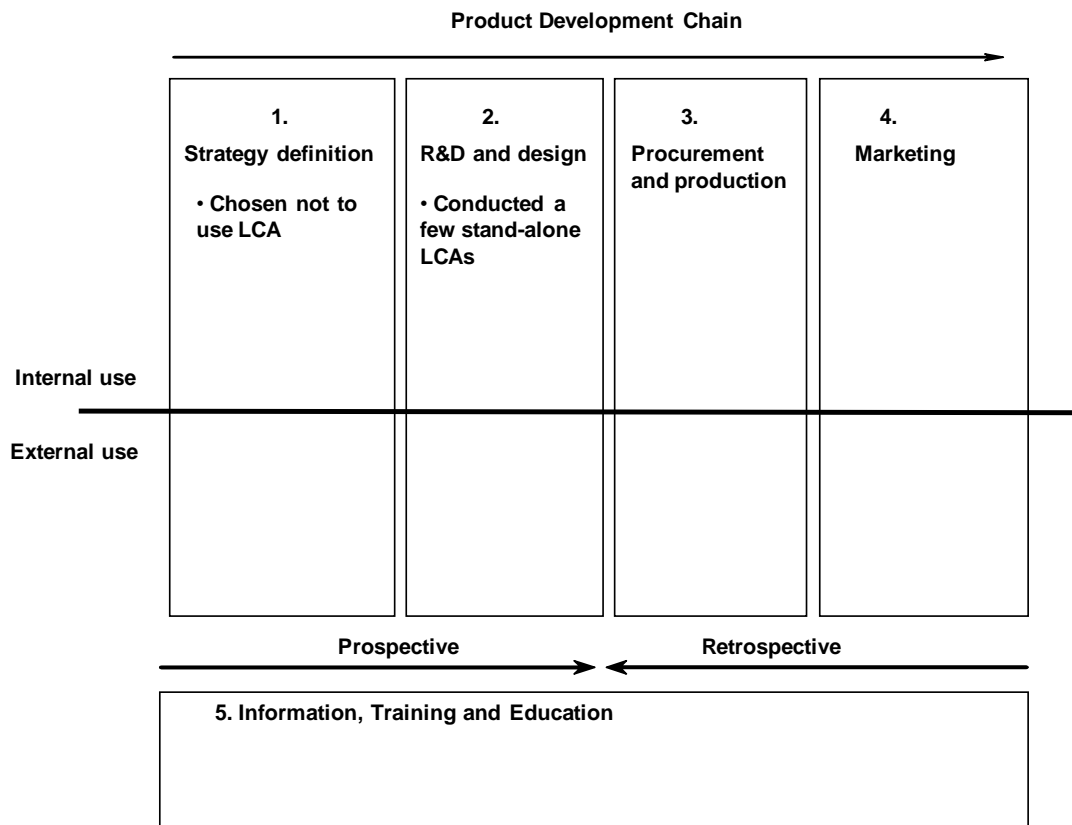 Product Development Chain
1.
Strategy definition
• Chosen not to
use LCA
2.
R&D and design
• Conducted a
few stand-alone
LCAs
3.
Procurement
and production
4.
Marketing
Internal use
External use
Prospective
Retrospective
5. Information, Training and Education